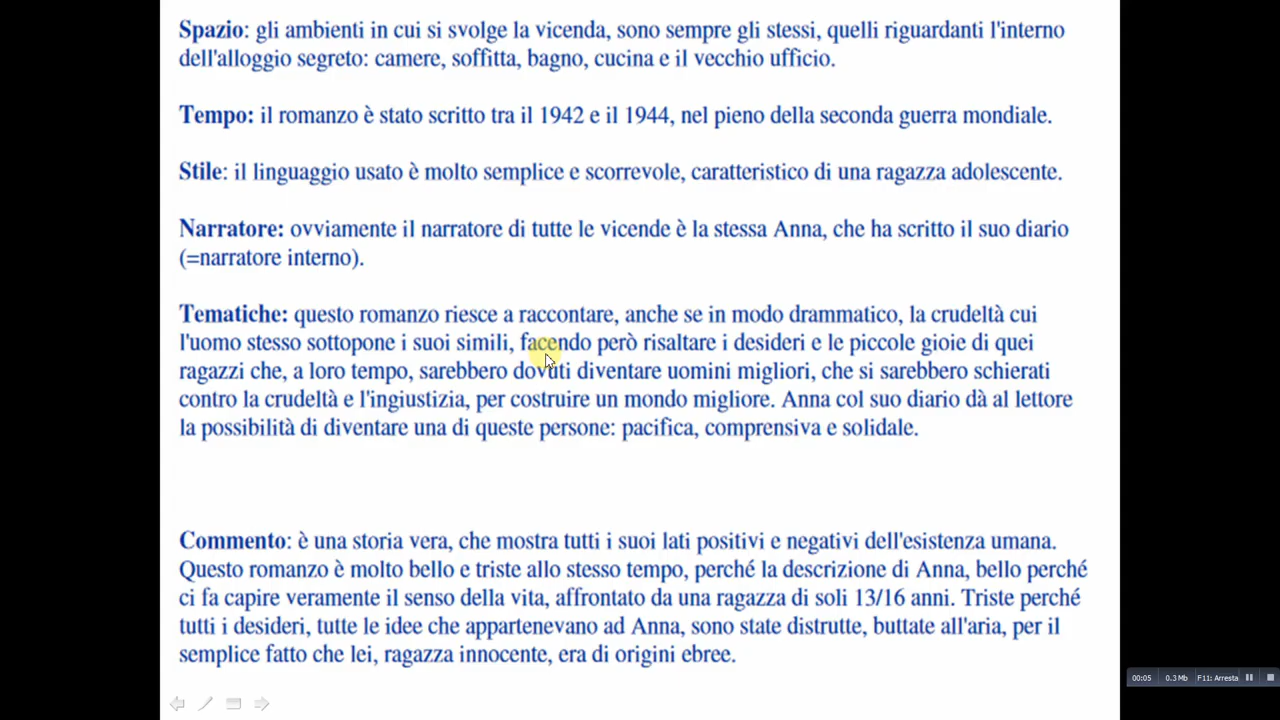 Spazio: gli ambienti in cui si svolge la vicenda, sono sempre gli stessi, quelli riguardanti l'interno
dell'alloggio segreto: camere, soffitta, bagno, cucina e il vecchio ufficio.
Tempo: il romanzo è stato scritto tra il 1942 e il 1944, nel pieno della seconda guerra mondiale.
Stile: il linguaggio usato è molto semplice e scorrevole, caratteristico di una ragazza adolescente.
Narratore: ovviamente il narratore di tutte le vicende è la stessa Anna, che ha scritto il suo diario
(=narratore interno).
Tematiche: questo romanzo riesce a raccontare, anche se in modo drammatico, la crudeltà cui
l'uomo stesso sottopone i suoi simili, facendo però risaltare i desideri e le piccole gioie di quei
ragazzi che, a loro tempo, sarebbero dovuti diventare uomini migliori, che si sarebbero schierati
contro la crudeltà e l'ingiustizia, per costruire un mondo migliore. Anna col suo diario dà al lettore
la possibilità di diventare una di queste persone: pacifica, comprensiva e solidale.
Commento: è una storia vera, che mostra tutti i suoi lati positivi e negativi dell'esistenza umana.
Questo romanzo è molto bello e triste allo stesso tempo, perché la descrizione di Anna, bello perché
ci fa capire veramente il senso della vita, affrontato da una ragazza di soli 13/16 anni. Triste perché
tutti i desideri, tutte le idee che appartenevano ad Anna, sono state distrutte, buttate all'aria, per il
semplice fatto che lei, ragazza innocente, era di origini ebree.
00:05 0.3 Mb F11: Arresta